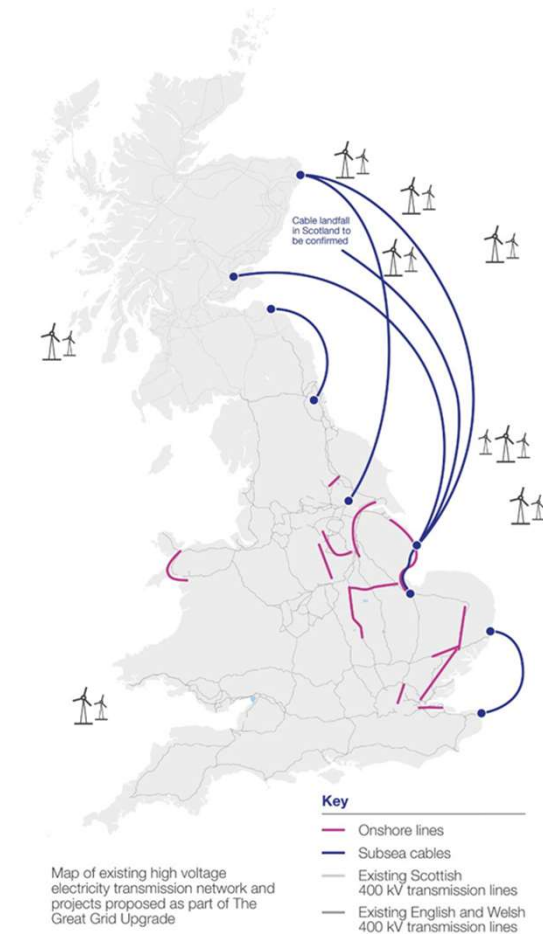 Cable landfall
in Scotland to
be confirmed
Key
Onshore lines
Subsea cables
Existing Scottish
400 kV transmission lines
Existing English and Welsh
400 kV transmission lines
Map of existing high voltage
electricity transmission network and
projects proposed as part of The
Great Grid Upgrade